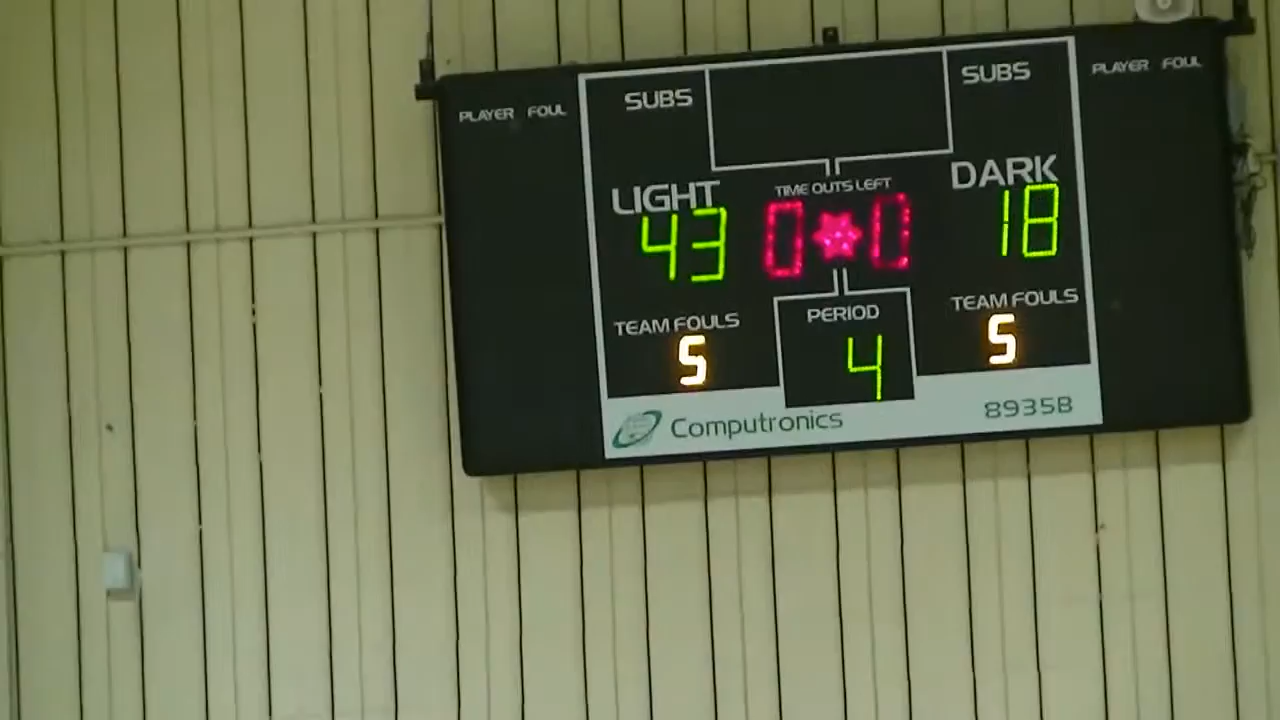 PLAYER FOUL
SUBS
SUBS
PLAYER FOUL
LIGHT
TIME OUTS LEFT
DARK
43
0 0
18
TEAM FOULS
PERIOD
TEAM FOULS
5
4
5
Computronics
8935B